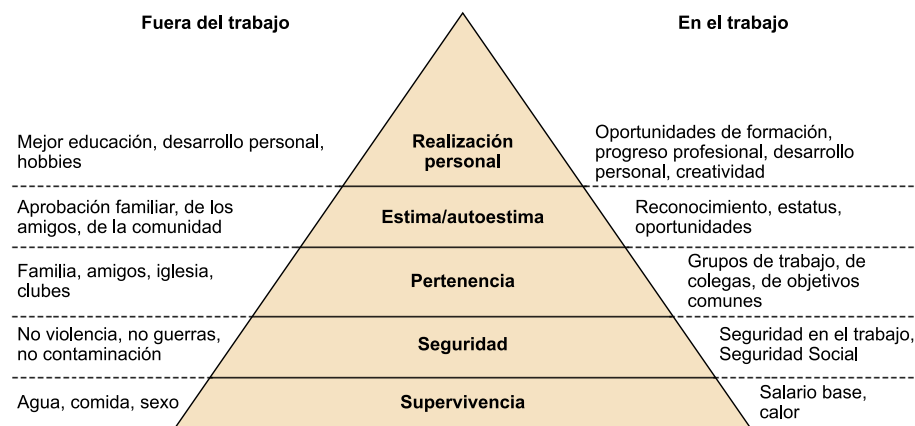 Fuera del trabajo
En el trabajo
Mejor educación, desarrollo personal,
hobbies
Realización
personal
Oportunidades de formación,
progreso profesional, desarrollo
personal, creatividad
Aprobación familiar, de los
amigos, de la comunidad
Estima/autoestima
Reconocimiento, estatus,
oportunidades
Familia, amigos, iglesia,
clubes
Pertenencia
Grupos de trabajo, de
colegas, de objetivos
comunes
No violencia, no guerras,
no contaminación
Seguridad
Seguridad en el trabajo,
Seguridad Social
Agua, comida, sexo
Supervivencia
Salario base,
calor